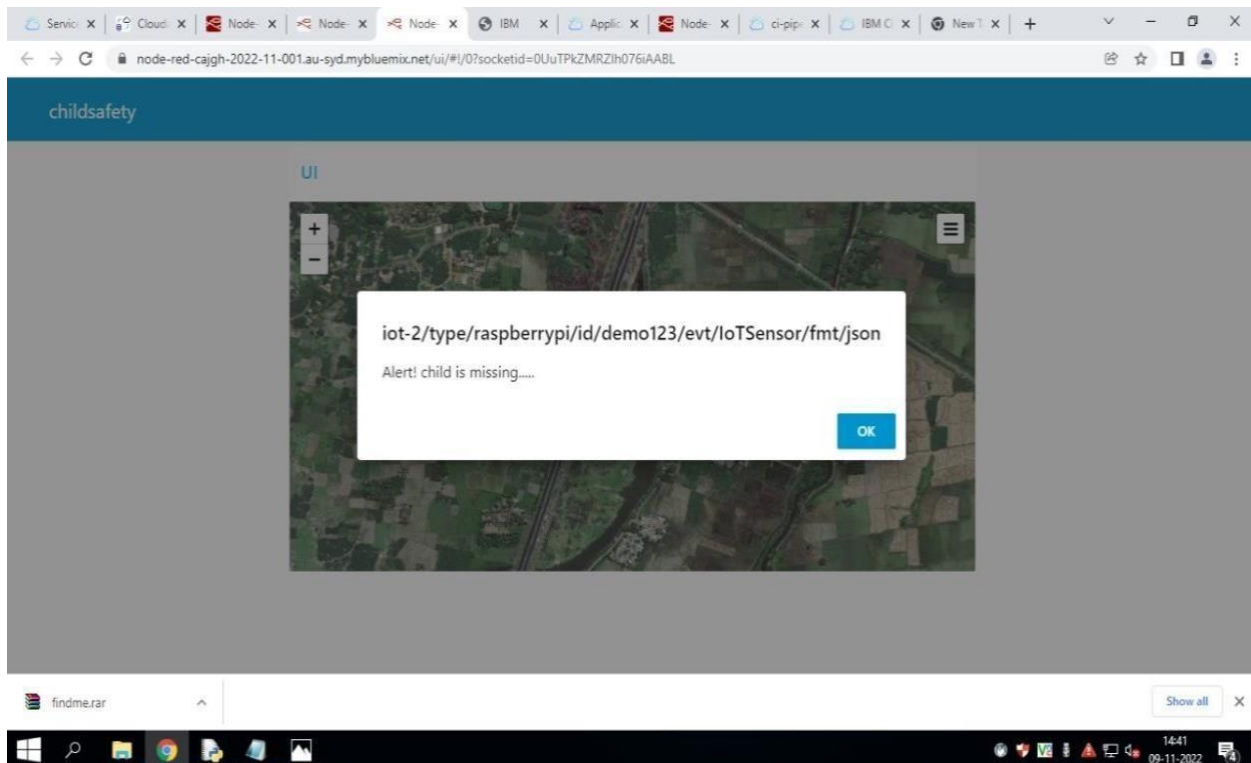 Servic
Cloud
Node-
Node-
Node-
IBM
Applic
Node-
ci-pip
IBM C
New T
node-red-cajgh-2022-11-001.au-syd.mybluemix.net/ui/#!/0?socketid=0UuTPkZMRZlh076iAABL
childsafety
UI
+
−
iot-2/type/raspberrypi/id/demo123/evt/IoTSensor/fmt/json
Alert! child is missing.....
OK
findme.rar
Show all
14:41
09-11-2022